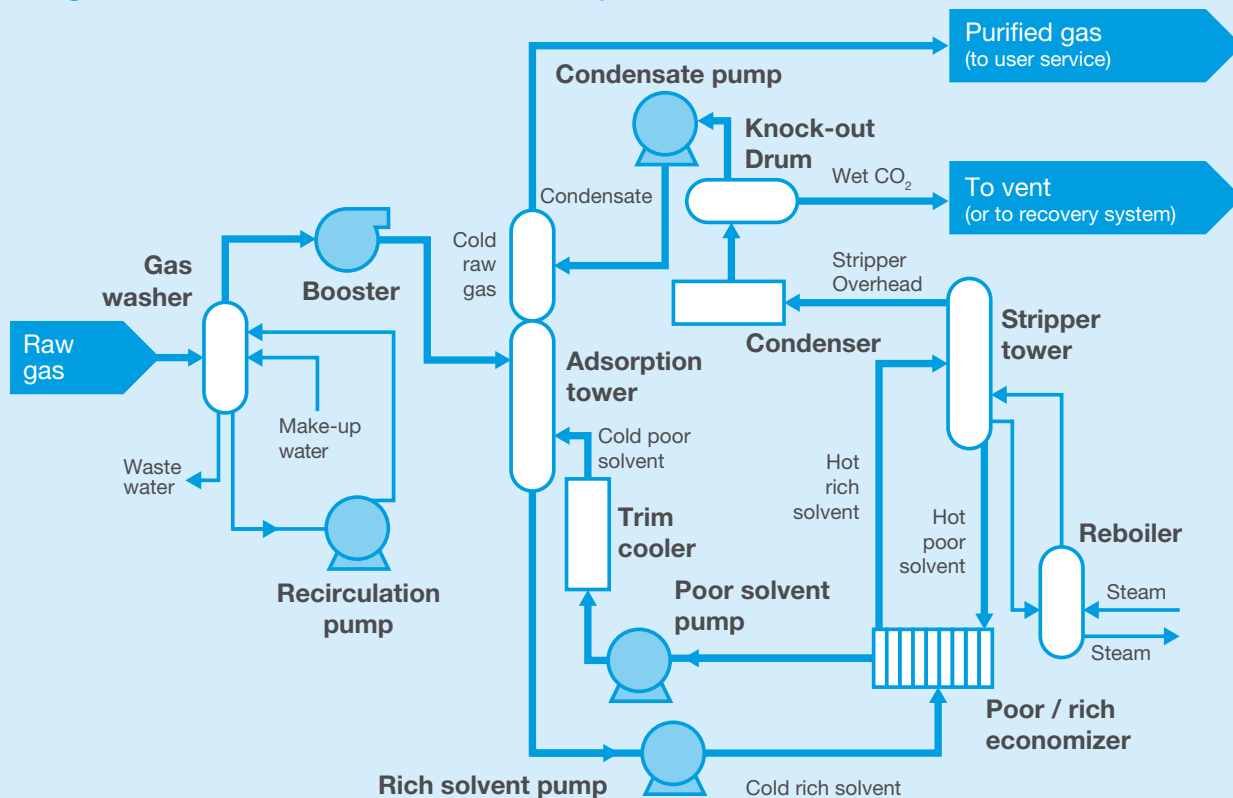 Purified gas
(to user service)
Condensate pump
Knock-out
Drum
Wet CO₂
To vent
(or to recovery system)
Condensate
Cold
raw
gas
Stripper
Overhead
Gas
washer
Booster
Stripper
tower
Condenser
Raw
gas
Adsorption
tower
Make-up
water
Cold poor
solvent
Waste
water
Hot
rich
solvent
Trim
cooler
Hot
poor
solvent
Reboiler
Recirculation
pump
Poor solvent
pump
Steam
Steam
Poor / rich
economizer
Rich solvent pump
Cold rich solvent